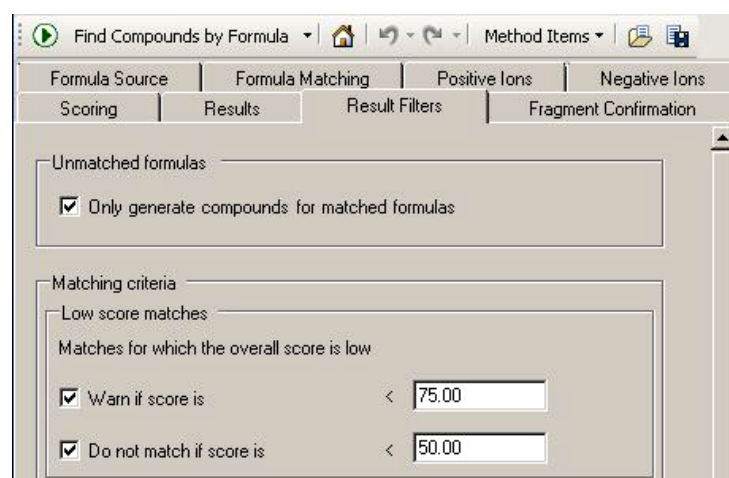 Find Compounds by Formula Method Items
Formula Source Formula Matching Positive Ions Negative Ions
Scoring Results Result Filters Fragment Confirmation
Unmatched formulas
Only generate compounds for matched formulas
Matching criteria
Low score matches
Matches for which the overall score is low
Warn if score is < 75.00
Do not match if score is < 50.00